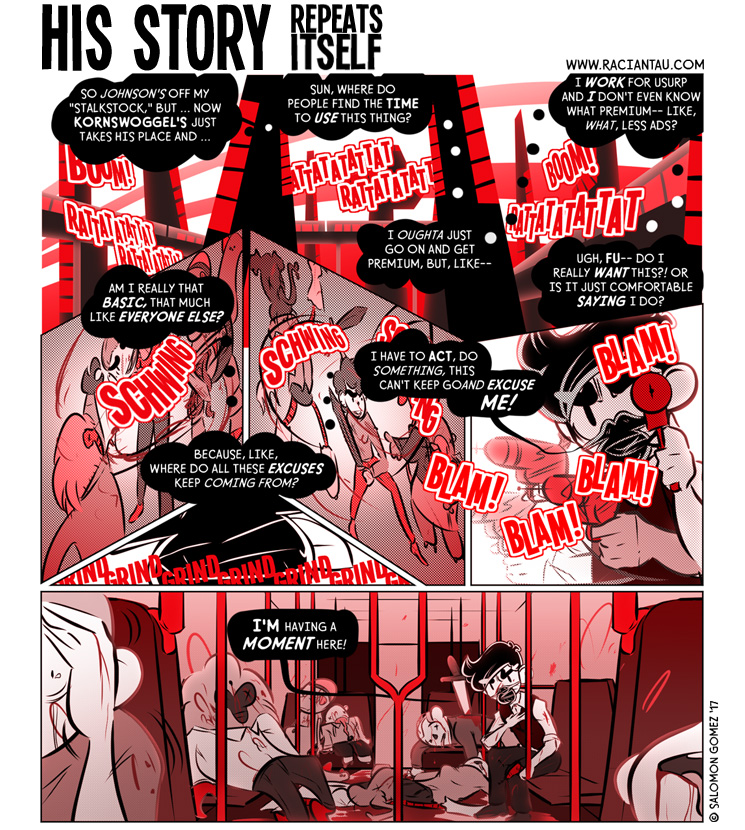 HIS STORY REPEATS
ITSELF
WWW.RACIANTAU.COM
SO JOHNSON'S OFF MY
"STALKSTOCK," BUT ... NOW
KORNSWOGGEL'S JUST
TAKES HIS PLACE AND ...
SUN, WHERE DO
PEOPLE FIND THE TIME
TO USE THIS THING?
I WORK FOR USURP
AND I DON'T EVEN KNOW
WHAT PREMIUM-- LIKE,
WHAT, LESS ADS?
BOOM!
RATTATATATTAT
RATTATATAT!
ATTATATATTAT
RATTATATAT!
BOOM!
RATTATATATTAT
I OUGHTA JUST
GO ON AND GET
PREMIUM, BUT, LIKE--
UGH, FU-- DO I
REALLY WANT THIS?! OR
IS IT JUST COMFORTABLE
SAYING I DO?
AM I REALLY THAT
BASIC, THAT MUCH
LIKE EVERYONE ELSE?
SCHWING
SCHWING
NG
I HAVE TO ACT, DO
SOMETHING, THIS
CAN'T KEEP GOAND EXCUSE
ME!
BECAUSE, LIKE,
WHERE DO ALL THESE EXCUSES
KEEP COMING FROM?
BLAM!
BLAM!
BLAM!
BLAM!
GRIND GRIND GRIND GRIND GRIND GRIND
I'M HAVING A
MOMENT HERE!
© SALOMON GOMEZ '17